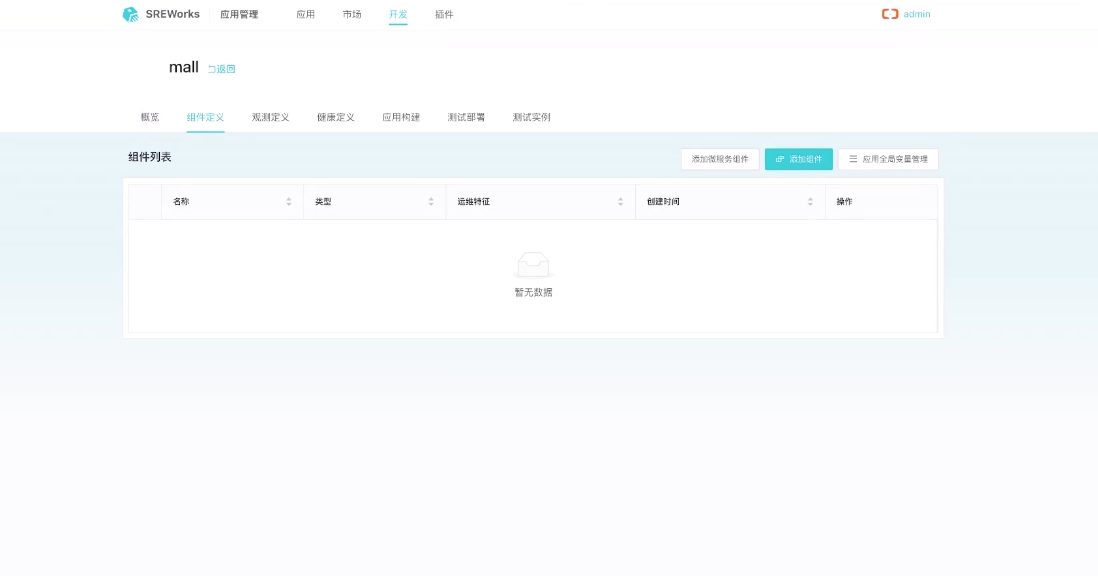 SREWorks 应用管理 应用 市场 开发 插件 admin
mall 返回
概览 组件定义 观测定义 健康定义 应用构建 测试部署 测试实例
组件列表 添加微服务组件 添加组件 应用全局变量管理
名称 类型 运维特征 创建时间 操作
暂无数据